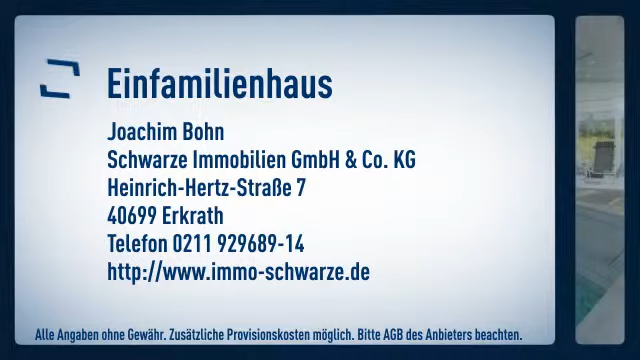 Einfamilienhaus
Joachim Bohn
Schwarze Immobilien GmbH & Co. KG
Heinrich-Hertz-Straße 7
40699 Erkrath
Telefon 0211 929689-14
http://www.immo-schwarze.de
Alle Angaben ohne Gewähr. Zusätzliche Provisionskosten möglich. Bitte AGB des Anbieters beachten.